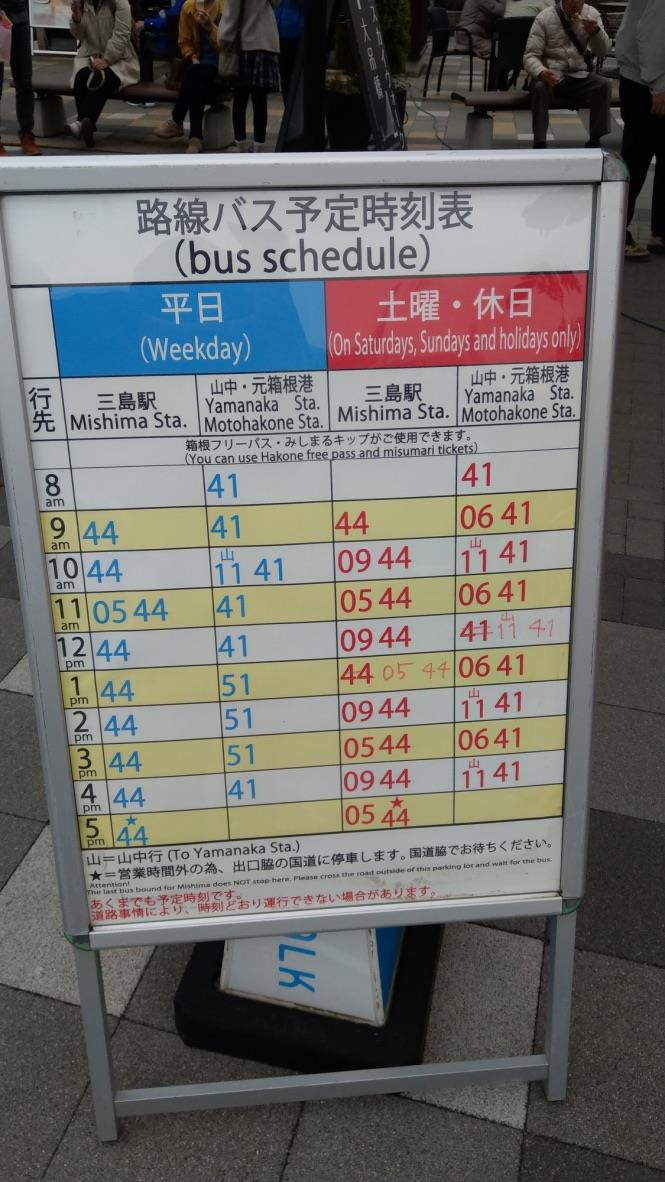 路線バス予定時刻表
(bus schedule)
平日 土曜・休日
(Weekday) (On Saturdays, Sundays and holidays only)
行先 三島駅 山中・元箱根港 三島駅 山中・元箱根港
Mishima Sta. Yamanaka Sta. Mishima Sta. Yamanaka Sta.
Motohakone Sta. Motohakone Sta.
箱根フリーパス・みしまるキップがご使用できます。
(You can use Hakone free pass and misumari tickets)
8 am 41 41
9 am 44 41 44 06 41
10 am 44 山 11 41 09 44 山 11 41
11 am 05 44 41 05 44 06 41
12 pm 44 41 09 44 41 山 11 41
1 pm 44 51 44 05 44 06 41
2 pm 44 51 09 44 山 11 41
3 pm 44 51 05 44 06 41
4 pm 44 41 09 44 山 11 41
5 pm ★ 44 05 ★ 44
山=山中行 (To Yamanaka Sta.)
★=営業時間外の為、出口脇の国道に停車します。国道脇でお待ちください。
Attention!
The last bus bound for Mishima does NOT stop here. Please cross the road outside of this parking lot and wait for the bus.
あくまでも予定時刻です。
道路事情により、時刻どおり運行できない場合があります。